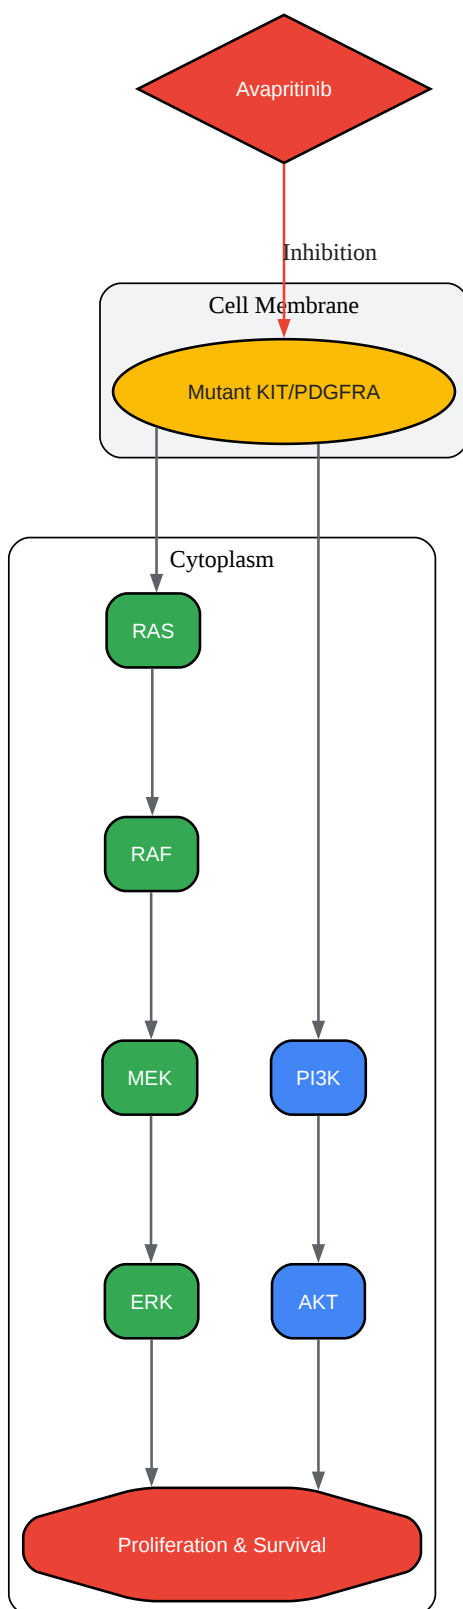 Avapritinib
Inhibition
Cell Membrane
Mutant KIT/PDGFRA
Cytoplasm
RAS
RAF
MEK
PI3K
ERK
AKT
Proliferation & Survival